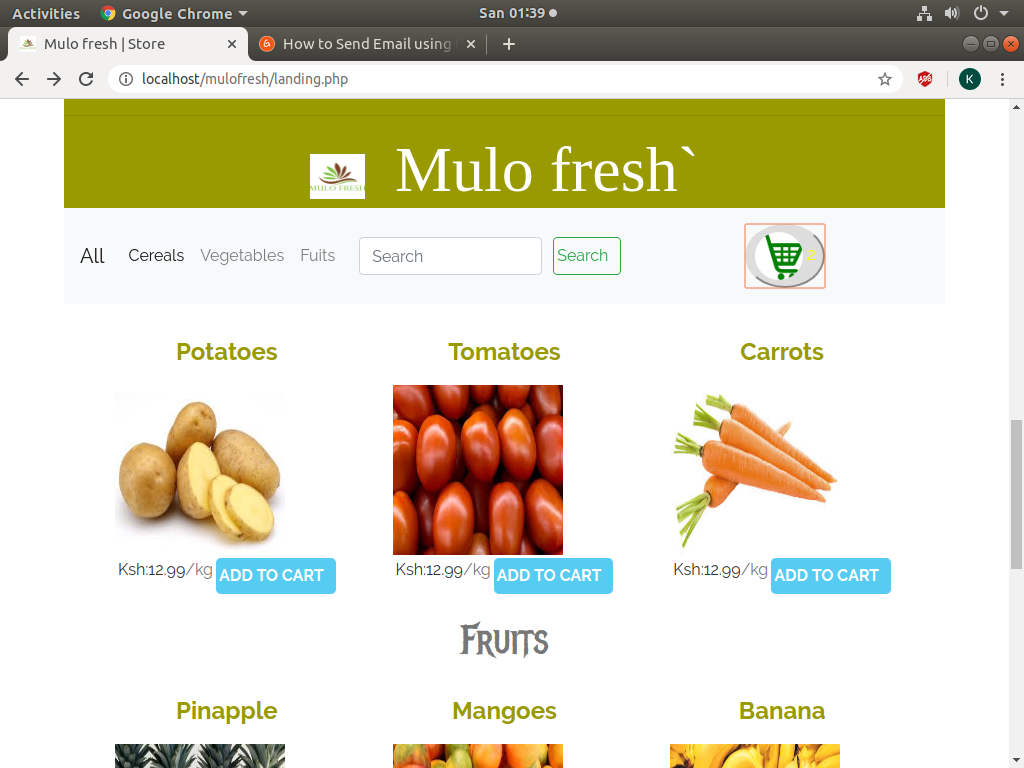 Activities Google Chrome San 01:39
Mulo fresh | Store How to Send Email using
localhost/mulofresh/landing.php ABP K
MULO FRESH Mulo fresh`
All Cereals Vegetables Fuits Search Search
Potatoes Tomatoes Carrots
Ksh:12.99/kg ADD TO CART Ksh:12.99/kg ADD TO CART Ksh:12.99/kg ADD TO CART
Fruits
Pinapple Mangoes Banana